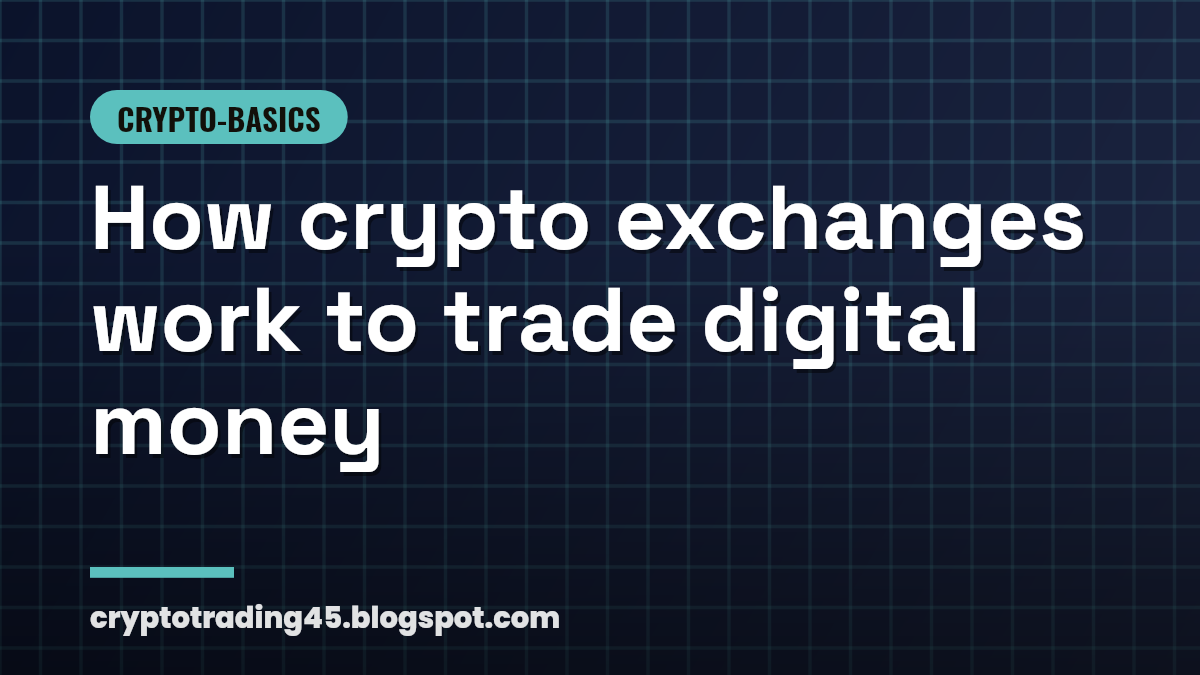 CRYPTO-BASICS
How crypto exchanges
work to trade digital
money
cryptotrading45.blogspot.com